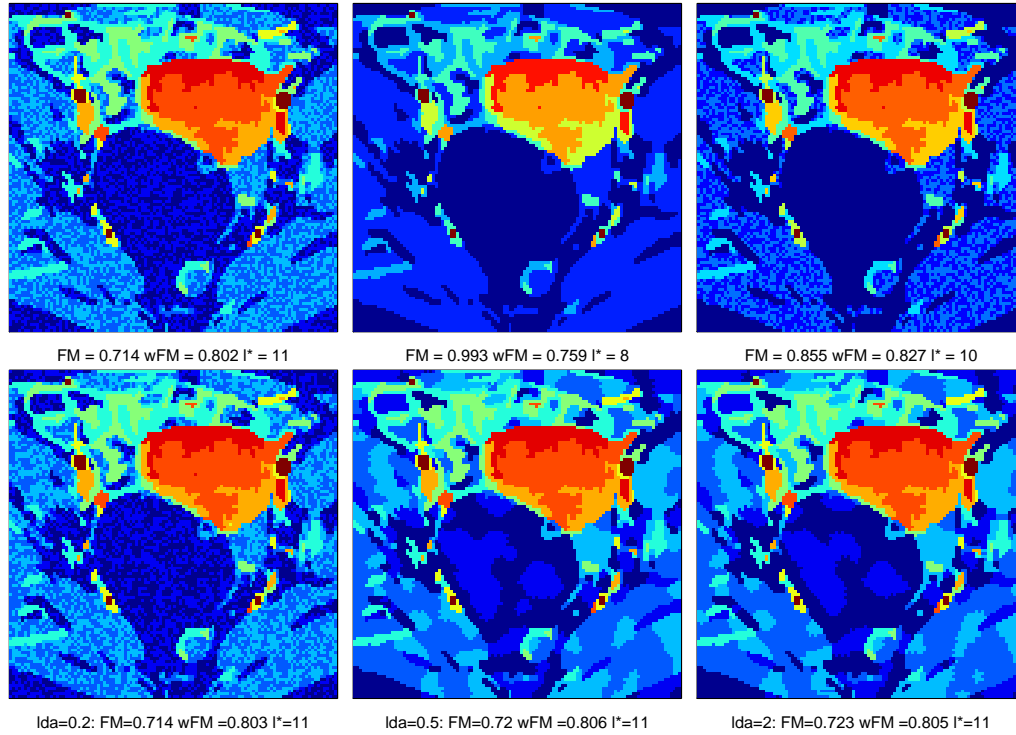 FM = 0.714 wFM = 0.802 l* = 11
FM = 0.993 wFM = 0.759 l* = 8
FM = 0.855 wFM = 0.827 l* = 10
lda=0.2: FM=0.714 wFM =0.803 l*=11
lda=0.5: FM=0.72 wFM =0.806 l*=11
lda=2: FM=0.723 wFM =0.805 l*=11